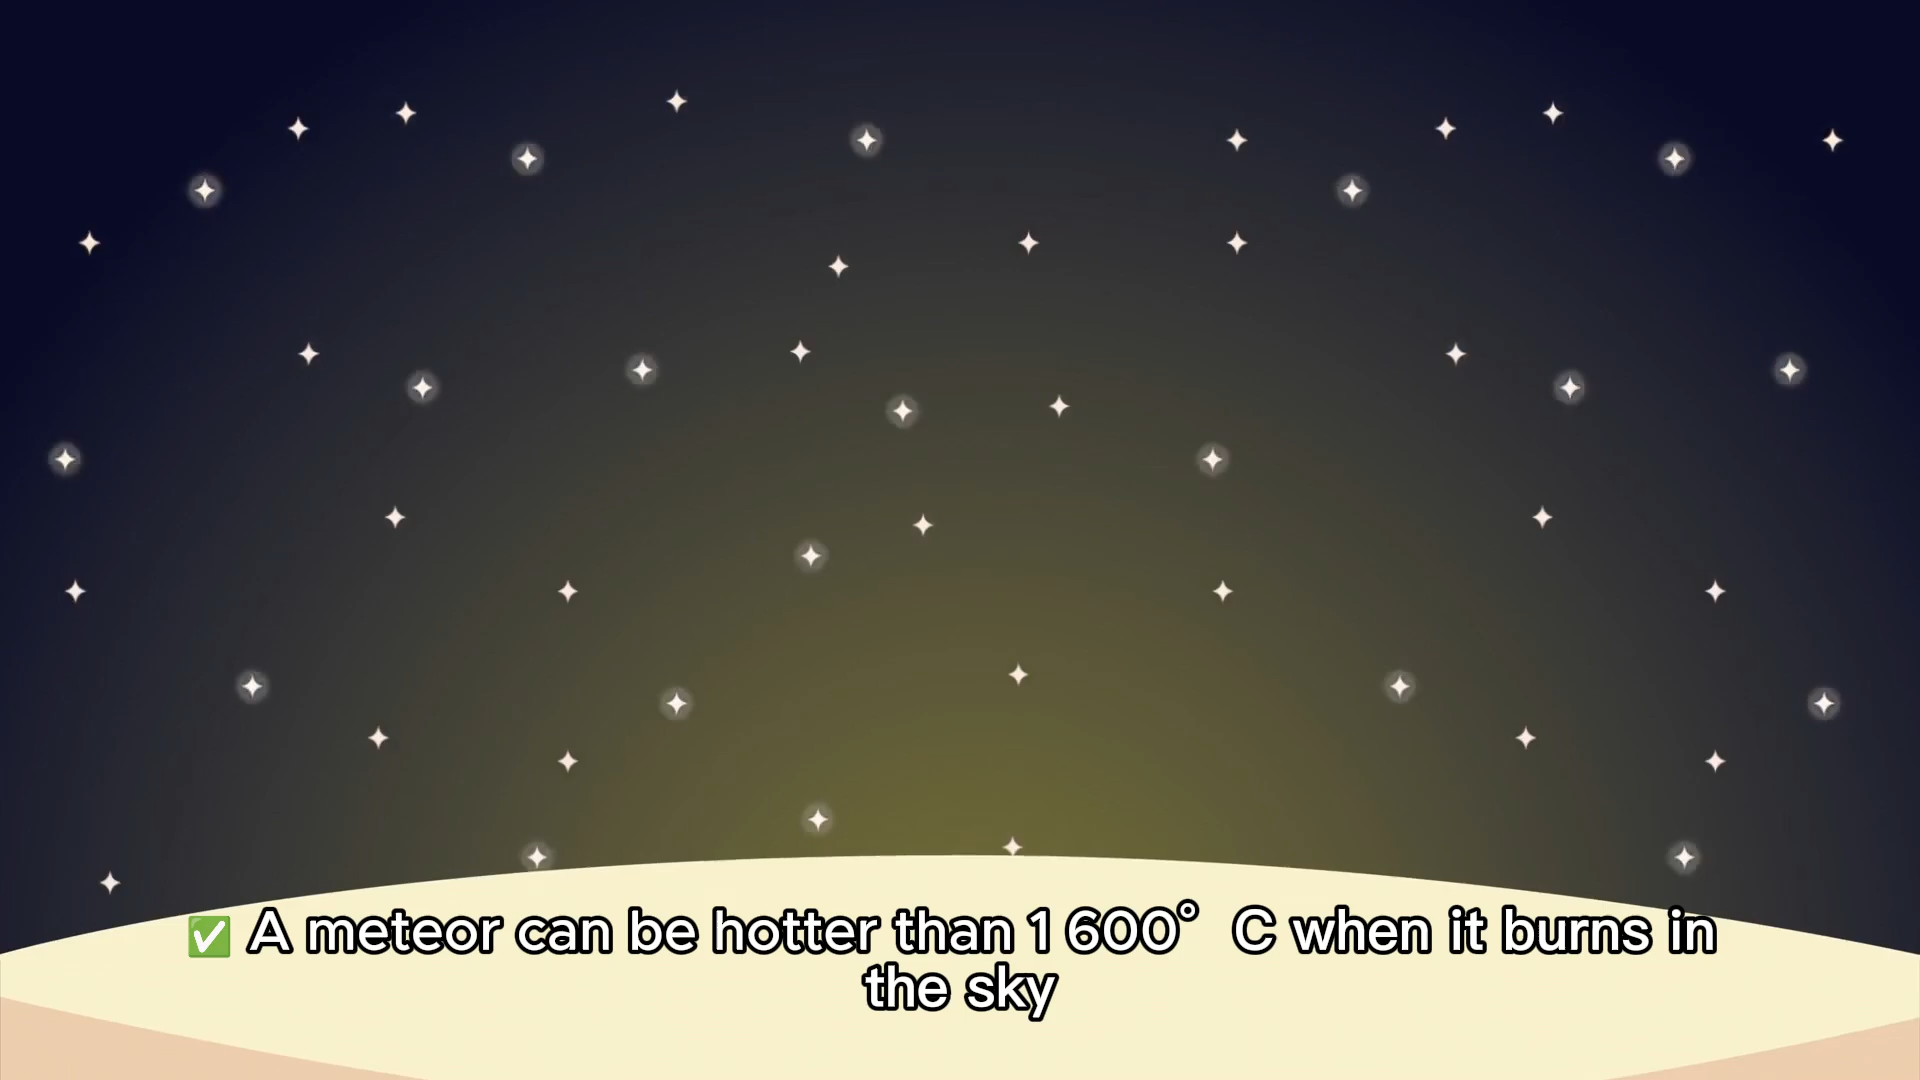 ✅ A meteor can be hotter than 1 600° C when it burns in
the sky